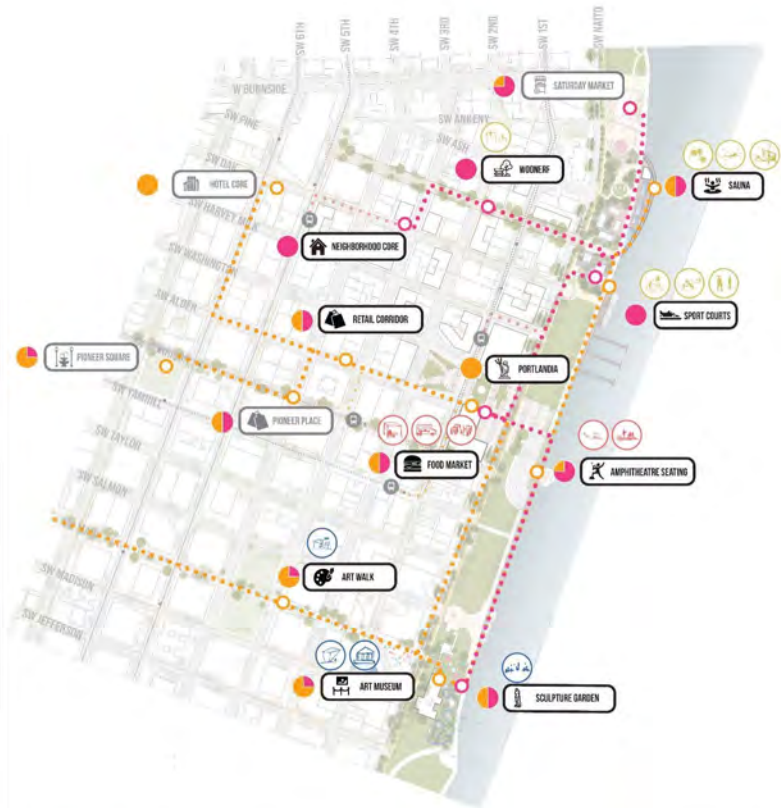 SW 6TH
SW 5TH
SW 4TH
SW 3RD
SW 2ND
SW 1ST
SW NAITO
W BURNSIDE
SATURDAY MARKET
SW PINE
SW ANKENY
SW ASH
SW OAK
HOTEL CORE
WOONERF
SAUNA
SW HARVEY MILK
NEIGHBORHOOD CORE
SW WASHINGTON
SW ALDER
RETAIL CORRIDOR
SPORT COURTS
PIONEER SQUARE
PORTLANDIA
SW YAMHILL
PIONEER PLACE
SW TAYLOR
FOOD MARKET
AMPHITHEATRE SEATING
SW SALMON
ART WALK
SW MADISON
SW JEFFERSON
ART MUSEUM
SCULPTURE GARDEN